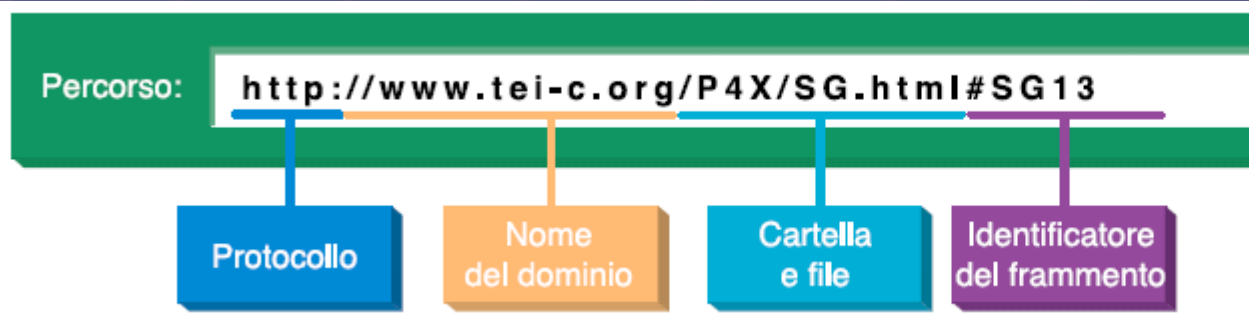 Percorso:
http://www.tei-c.org/P4X/SG.html#SG13
Protocollo
Nome
del dominio
Cartella
e file
Identificatore
del frammento